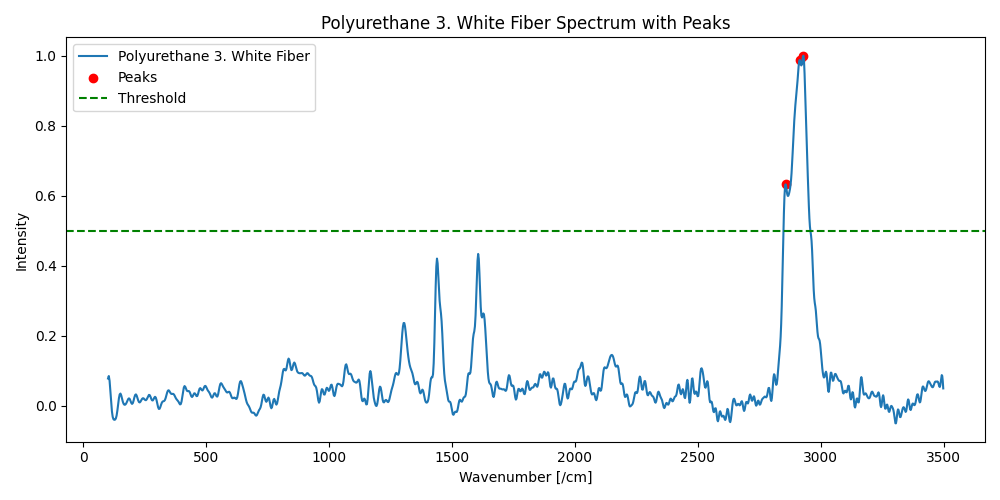 Polyurethane 3. White Fiber Spectrum with Peaks
Polyurethane 3. White Fiber
Peaks
Threshold
Intensity
1.0
0.8
0.6
0.4
0.2
0.0
0 500 1000 1500 2000 2500 3000 3500
Wavenumber [/cm]